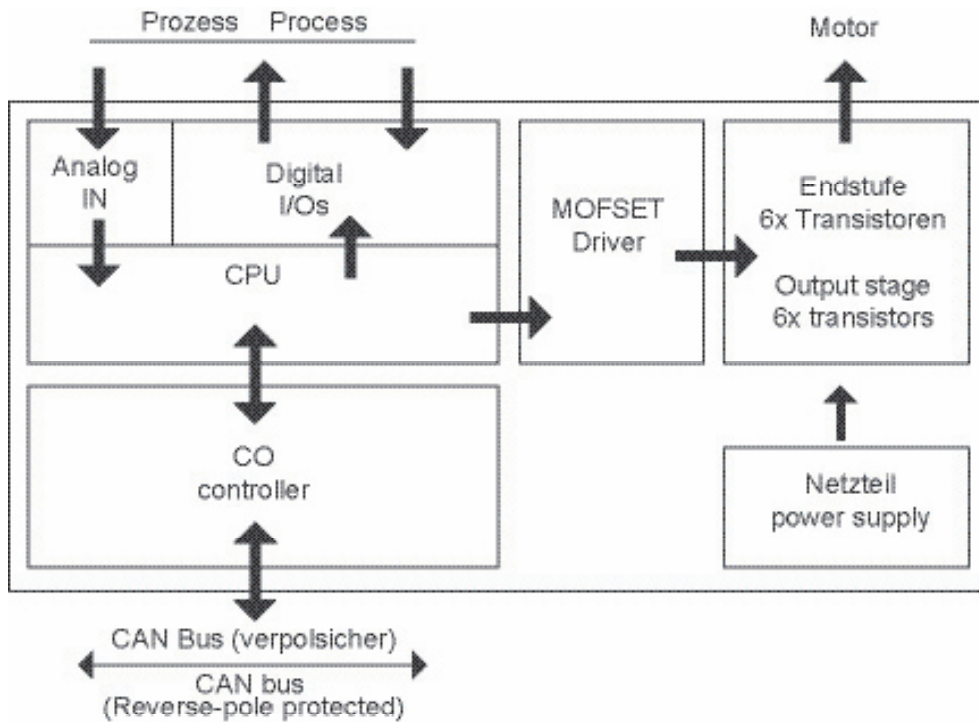 Prozess Process
Motor
Analog
IN
Digital
I/Os
MOFSET
Driver
Endstufe
6x Transistoren
Output stage
6x transistors
CPU
CO
controller
Netzteil
power supply
CAN Bus (verpolsicher)
CAN bus
(Reverse-pole protected)